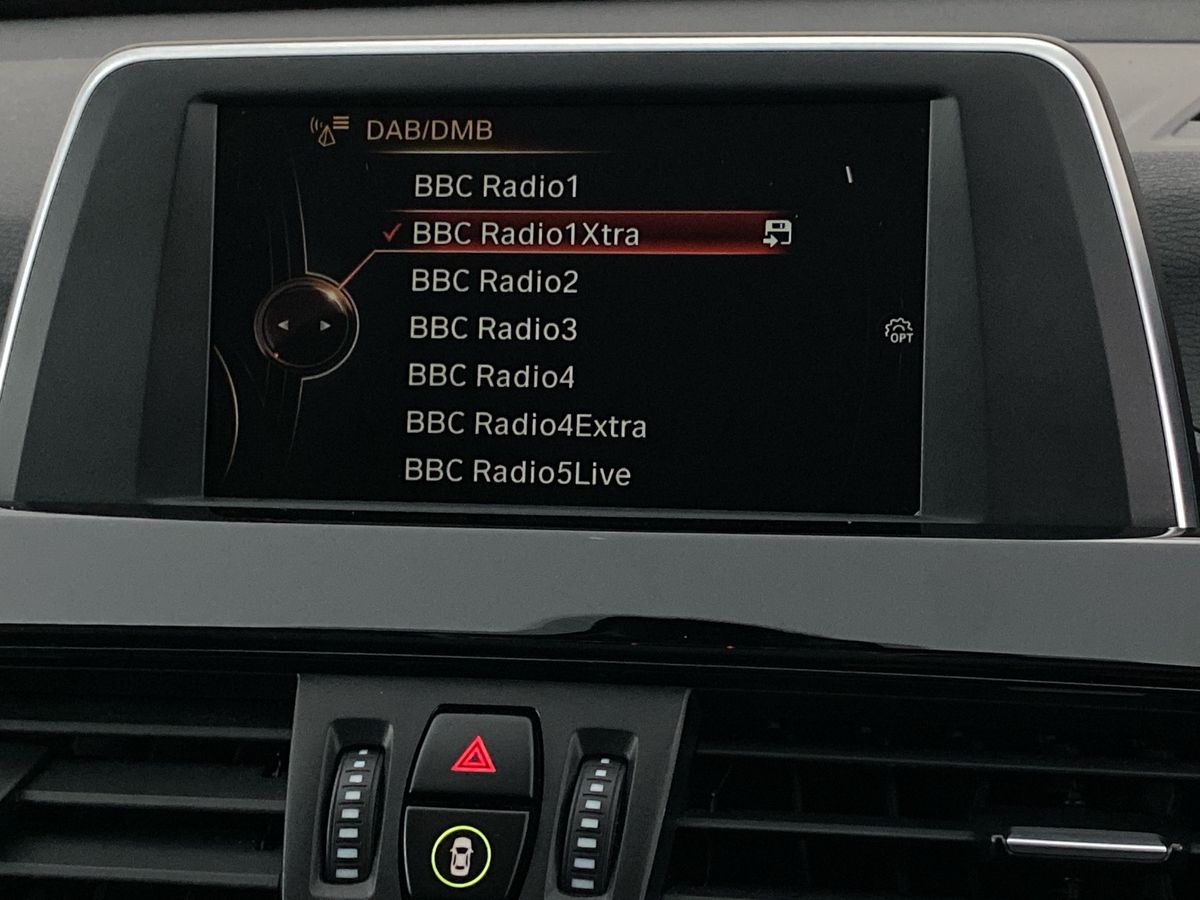 DAB/DMB
BBC Radio1
BBC Radio1Xtra
BBC Radio2
BBC Radio3
OPT
BBC Radio4
BBC Radio4Extra
BBC Radio5Live